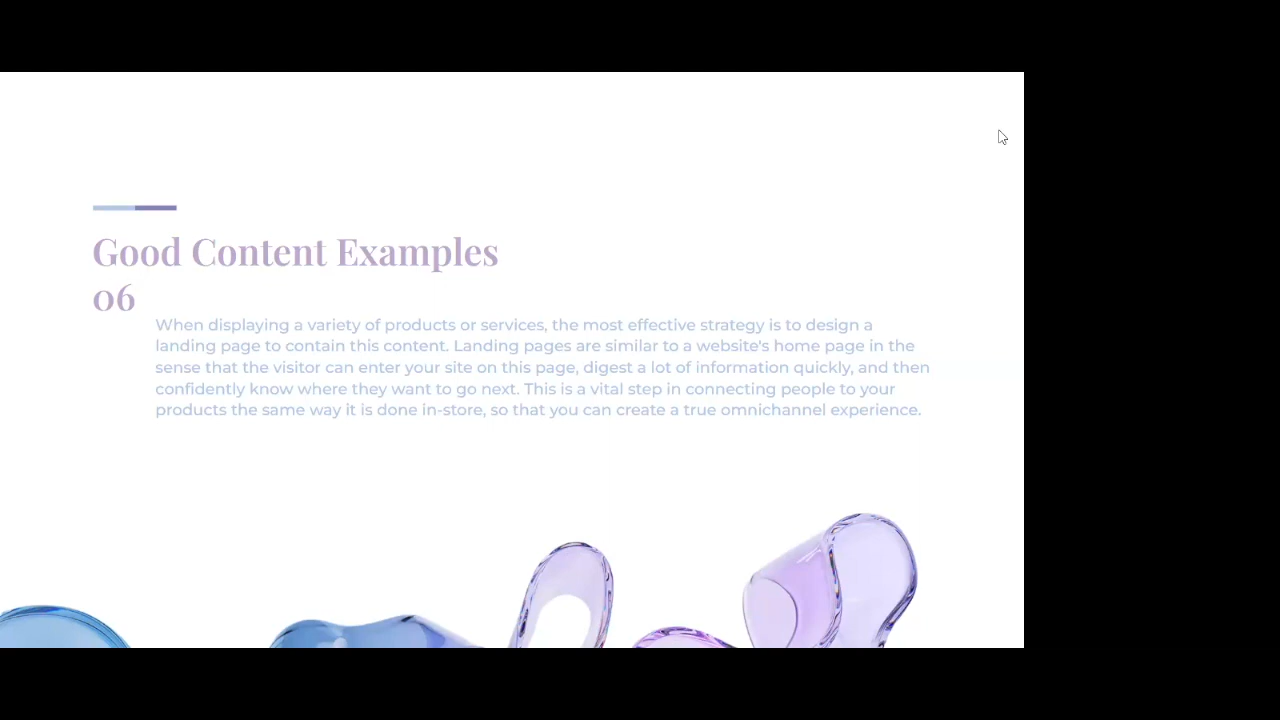 Good Content Examples
06
When displaying a variety of products or services, the most effective strategy is to design a
landing page to contain this content. Landing pages are similar to a website's home page in the
sense that the visitor can enter your site on this page, digest a lot of information quickly, and then
confidently know where they want to go next. This is a vital step in connecting people to your
products the same way it is done in-store, so that you can create a true omnichannel experience.